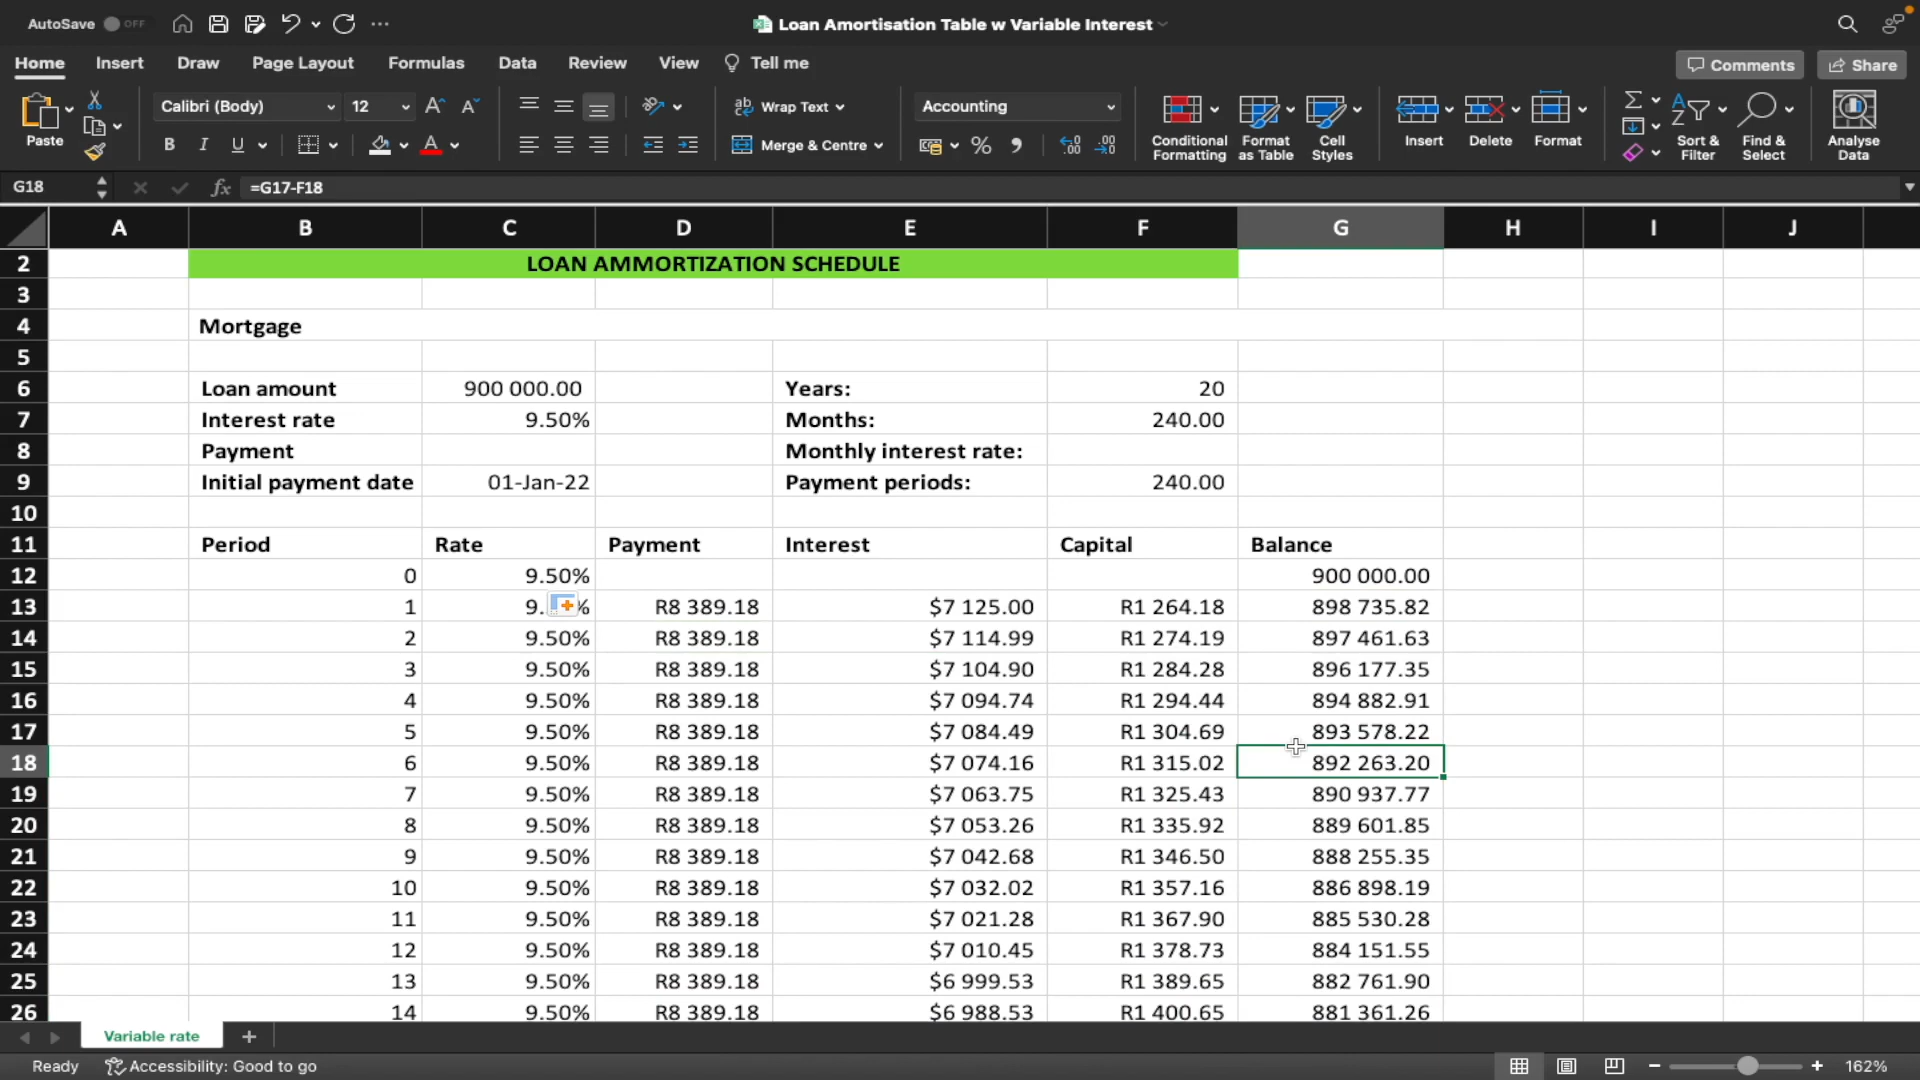 AutoSave OFF
Loan Amortisation Table w Variable Interest
Home Insert Draw Page Layout Formulas Data Review View Tell me
Comments Share
Paste
Calibri (Body) 12
Wrap Text
Accounting
Merge & Centre
Conditional Formatting
Format as Table
Cell Styles
Insert
Delete
Format
Sort & Filter
Find & Select
Analyse Data
G18 fx =G17-F18
A B C D E F G H I J
2 LOAN AMMORTIZATION SCHEDULE
3
4 Mortgage
5
6 Loan amount 900 000.00 Years: 20
7 Interest rate 9.50% Months: 240.00
8 Payment Monthly interest rate:
9 Initial payment date 01-Jan-22 Payment periods: 240.00
10
11 Period Rate Payment Interest Capital Balance
12 0 9.50% 900 000.00
13 1 9. % R8 389.18 $7 125.00 R1 264.18 898 735.82
14 2 9.50% R8 389.18 $7 114.99 R1 274.19 897 461.63
15 3 9.50% R8 389.18 $7 104.90 R1 284.28 896 177.35
16 4 9.50% R8 389.18 $7 094.74 R1 294.44 894 882.91
17 5 9.50% R8 389.18 $7 084.49 R1 304.69 893 578.22
18 6 9.50% R8 389.18 $7 074.16 R1 315.02 892 263.20
19 7 9.50% R8 389.18 $7 063.75 R1 325.43 890 937.77
20 8 9.50% R8 389.18 $7 053.26 R1 335.92 889 601.85
21 9 9.50% R8 389.18 $7 042.68 R1 346.50 888 255.35
22 10 9.50% R8 389.18 $7 032.02 R1 357.16 886 898.19
23 11 9.50% R8 389.18 $7 021.28 R1 367.90 885 530.28
24 12 9.50% R8 389.18 $7 010.45 R1 378.73 884 151.55
25 13 9.50% R8 389.18 $6 999.53 R1 389.65 882 761.90
26 14 9.50% R8 389.18 $6 988.53 R1 400.65 881 361.26
Variable rate
Ready Accessibility: Good to go 162%